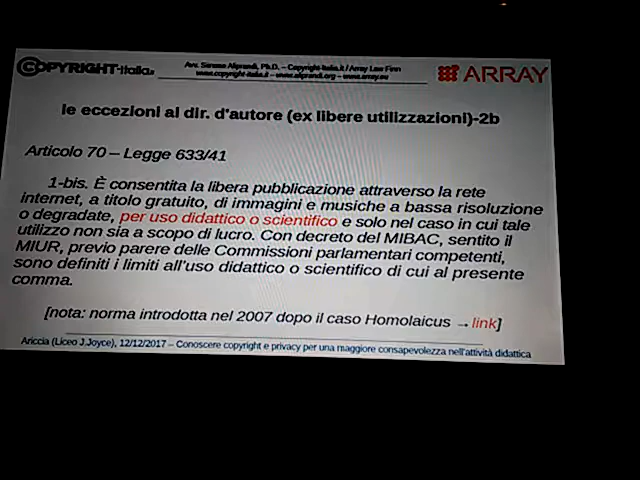 COPYRIGHT-Italia.it
Avv. Simone Aliprandi, Ph.D. – Copyright-Italia.it / Array Law Firm
www.copyright-italia.it – www.aliprandi.org – www.array.eu
ARRAY
le eccezioni al dir. d'autore (ex libere utilizzazioni)-2b
Articolo 70 – Legge 633/41
1-bis. È consentita la libera pubblicazione attraverso la rete
internet, a titolo gratuito, di immagini e musiche a bassa risoluzione
o degradate, per uso didattico o scientifico e solo nel caso in cui tale
utilizzo non sia a scopo di lucro. Con decreto del MIBAC, sentito il
MIUR, previo parere delle Commissioni parlamentari competenti,
sono definiti i limiti all'uso didattico o scientifico di cui al presente
comma.
[nota: norma introdotta nel 2007 dopo il caso Homolaicus → link]
Ariccia (Liceo J.Joyce), 12/12/2017 – Conoscere copyright e privacy per una maggiore consapevolezza nell'attività didattica